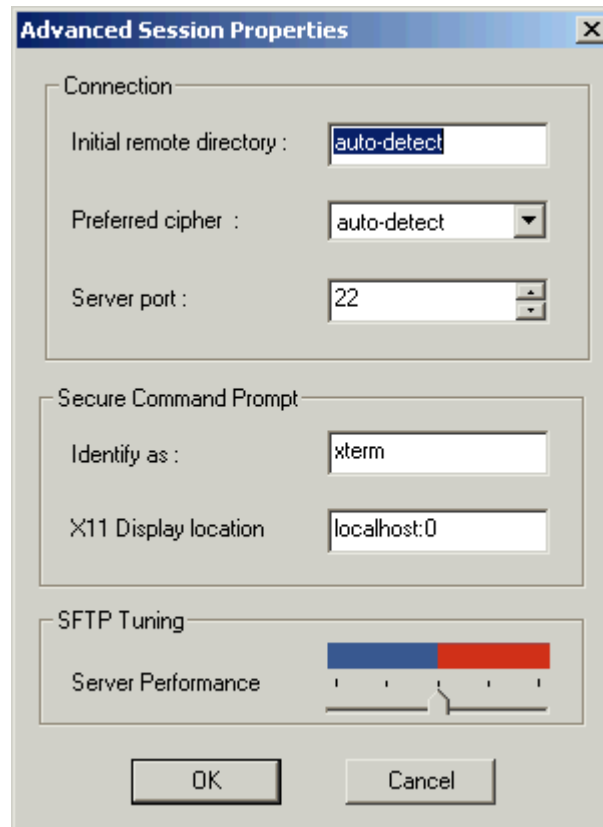 Advanced Session Properties
Connection
Initial remote directory : auto-detect
Preferred cipher : auto-detect
Server port : 22
Secure Command Prompt
Identify as : xterm
X11 Display location localhost:0
SFTP Tuning
Server Performance
OK Cancel